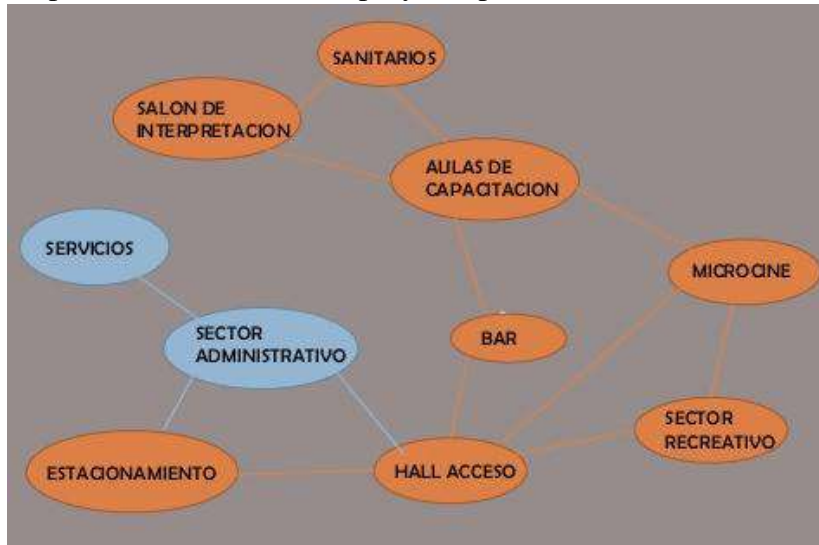 SANITARIOS
SALON DE
INTERPRETACION
AULAS DE
CAPACITACION
SERVICIOS
MICROCINE
SECTOR
ADMINISTRATIVO
BAR
SECTOR
RECREATIVO
ESTACIONAMIENTO
HALL ACCESO